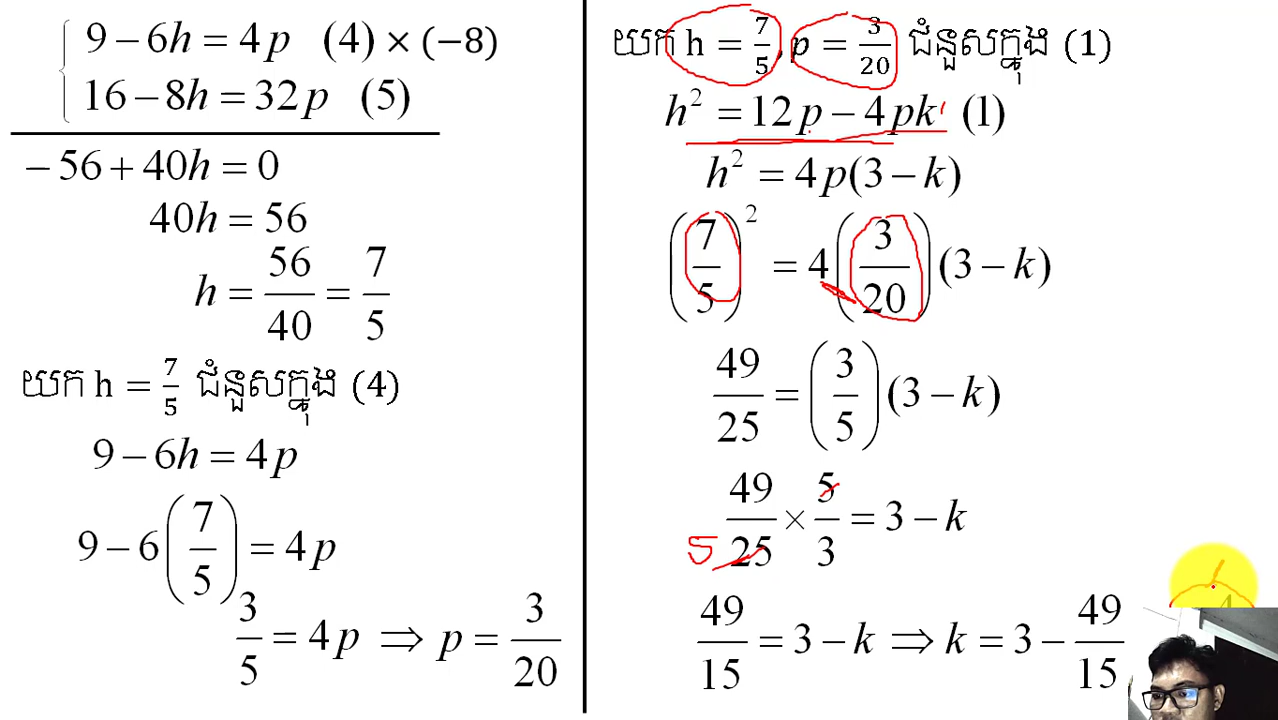 9 − 6h = 4p (4) × (−8)
16 − 8h = 32p (5)
− 56 + 40h = 0
40h = 56
h = 56/40 = 7/5
យក h = 7/5 ជំនួសក្នុង (4)
9 − 6h = 4p
9 − 6(7/5) = 4p
3/5 = 4p ⇒ p = 3/20
យក h = 7/5, p = 3/20 ជំនួសក្នុង (1)
h² = 12p − 4pk (1)
h² = 4p(3 − k)
(7/5)² = 4(3/20)(3 − k)
49/25 = (3/5)(3 − k)
5 49/25 × 5/3 = 3 − k
49/15 = 3 − k ⇒ k = 3 − 49/15